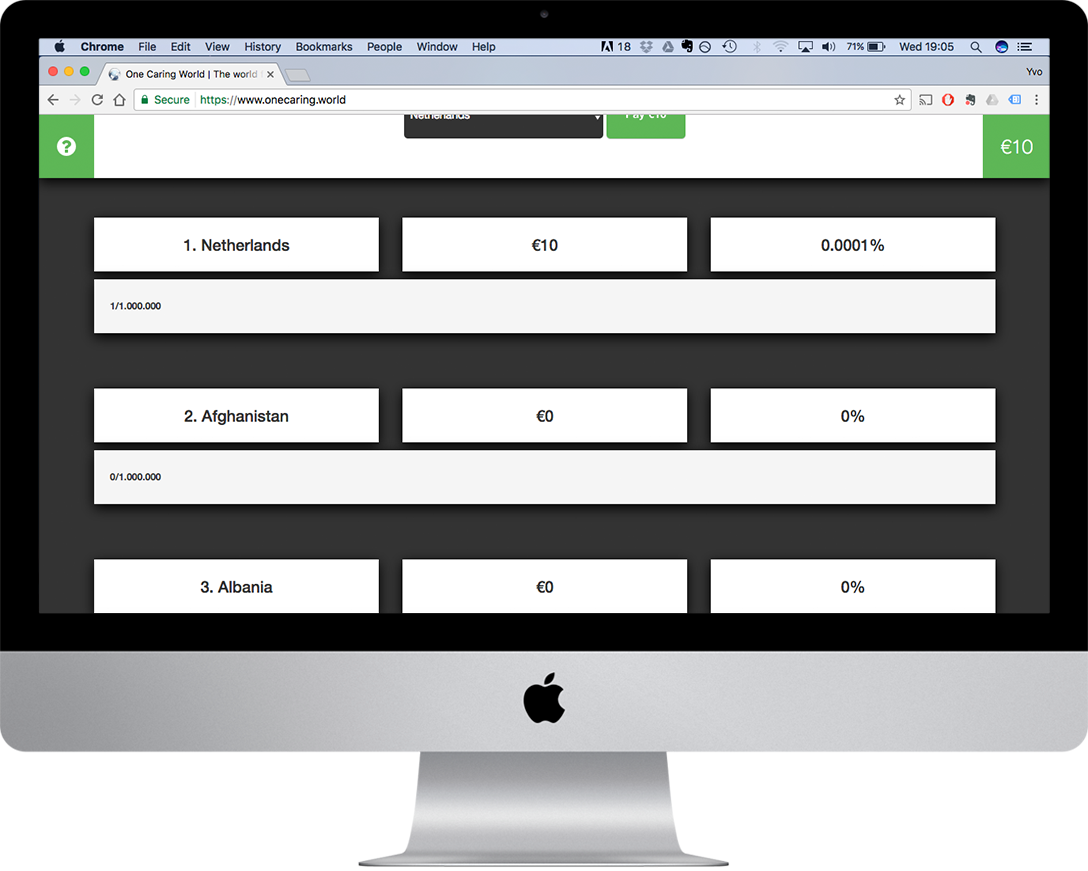 Chrome File Edit View History Bookmarks People Window Help 18 71% Wed 19:05
One Caring World | The world
Yvo
Secure https://www.onecaring.world
Netherlands
Pay €10
€10
1. Netherlands €10 0.0001%
1/1.000.000
2. Afghanistan €0 0%
0/1.000.000
3. Albania €0 0%